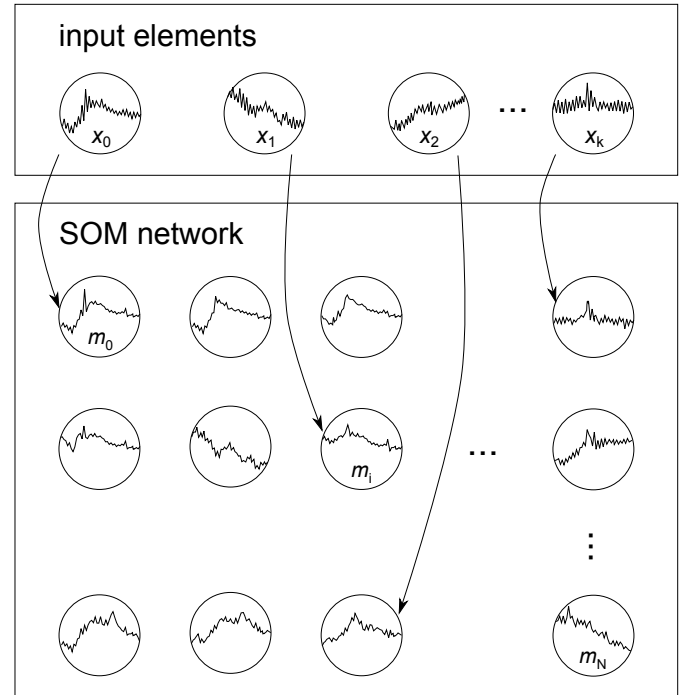 input elements
x0 x1 x2 ... xk
SOM network
m0
mi ...
⋮
mN